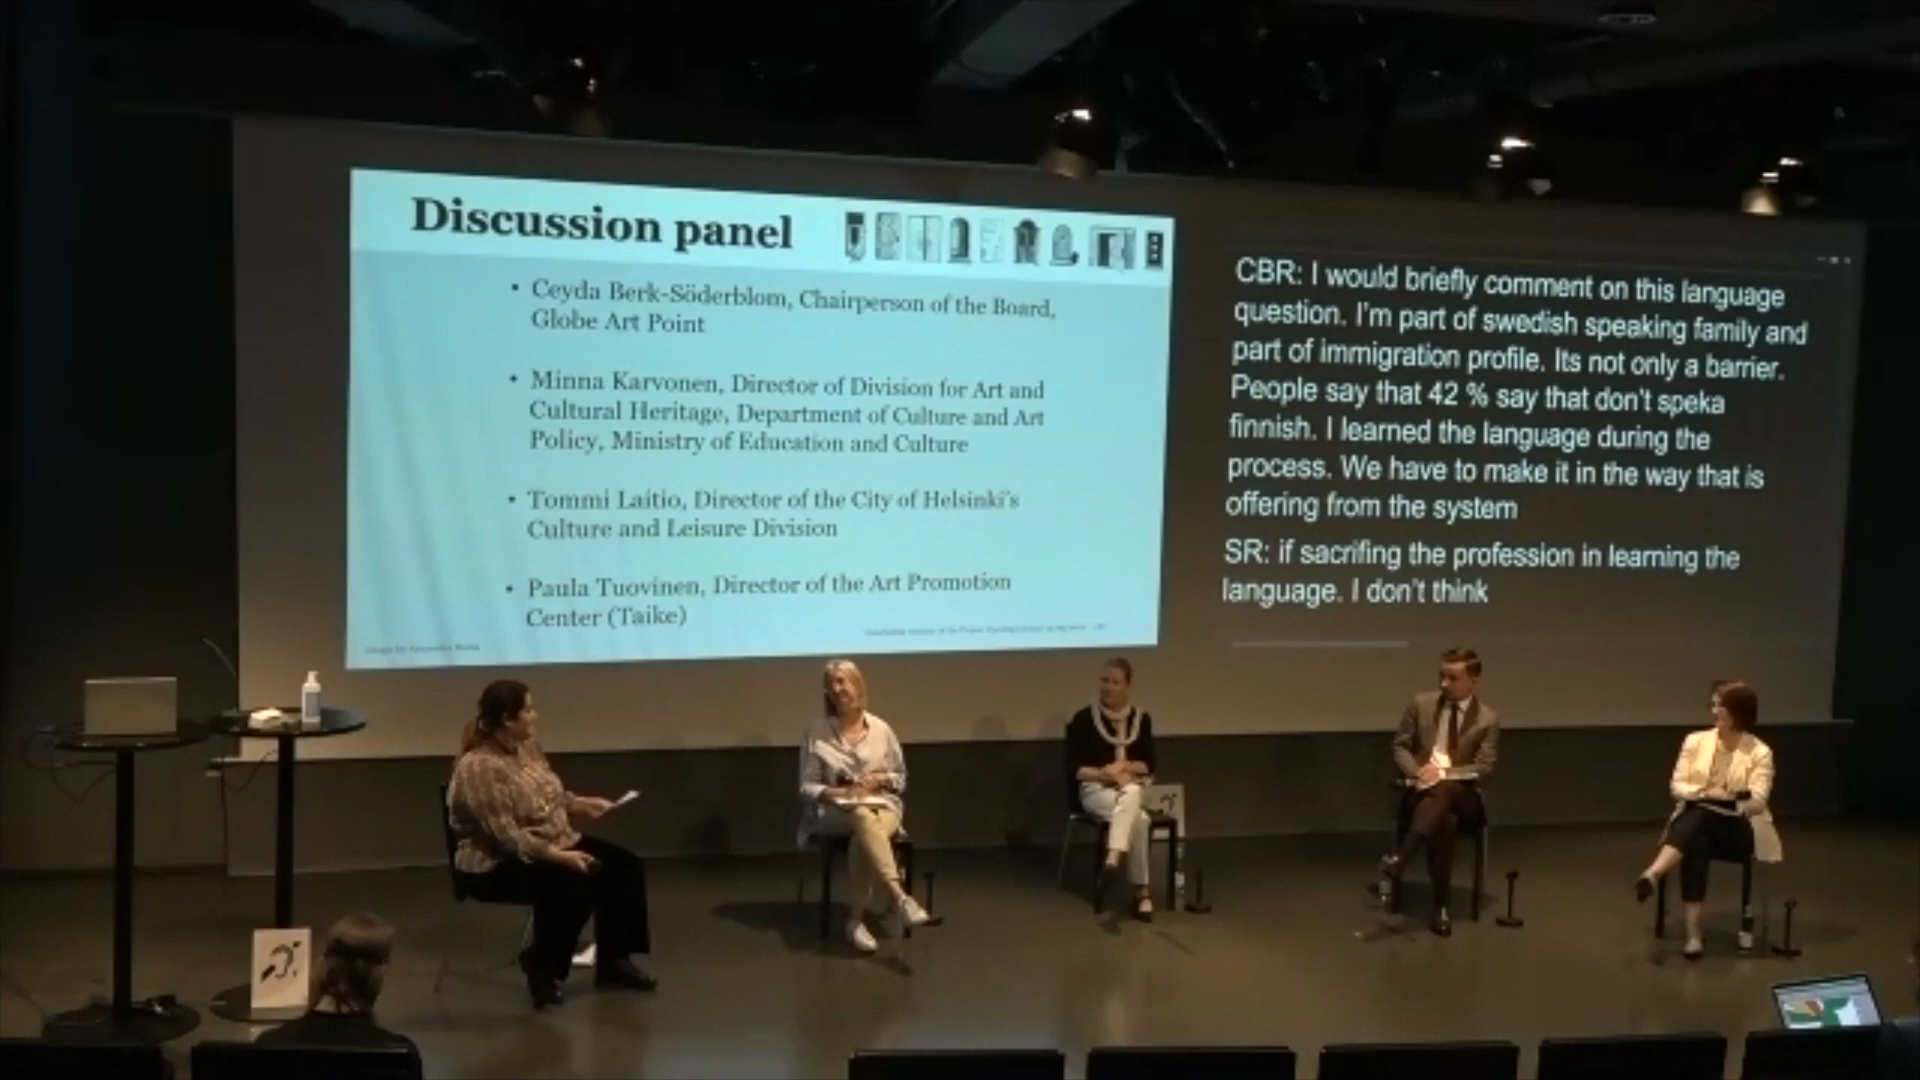 Discussion panel
• Ceyda Berk-Söderblom, Chairperson of the Board,
Globe Art Point
• Minna Karvonen, Director of Division for Art and
Cultural Heritage, Department of Culture and Art
Policy, Ministry of Education and Culture
• Tommi Laitio, Director of the City of Helsinki's
Culture and Leisure Division
• Paula Tuovinen, Director of the Art Promotion
Center (Taike)
CBR: I would briefly comment on this language
question. I'm part of swedish speaking family and
part of immigration profile. Its not only a barrier.
People say that 42 % say that don't speka
finnish. I learned the language during the
process. We have to make it in the way that is
offering from the system
SR: if sacrifing the profession in learning the
language. I don't think